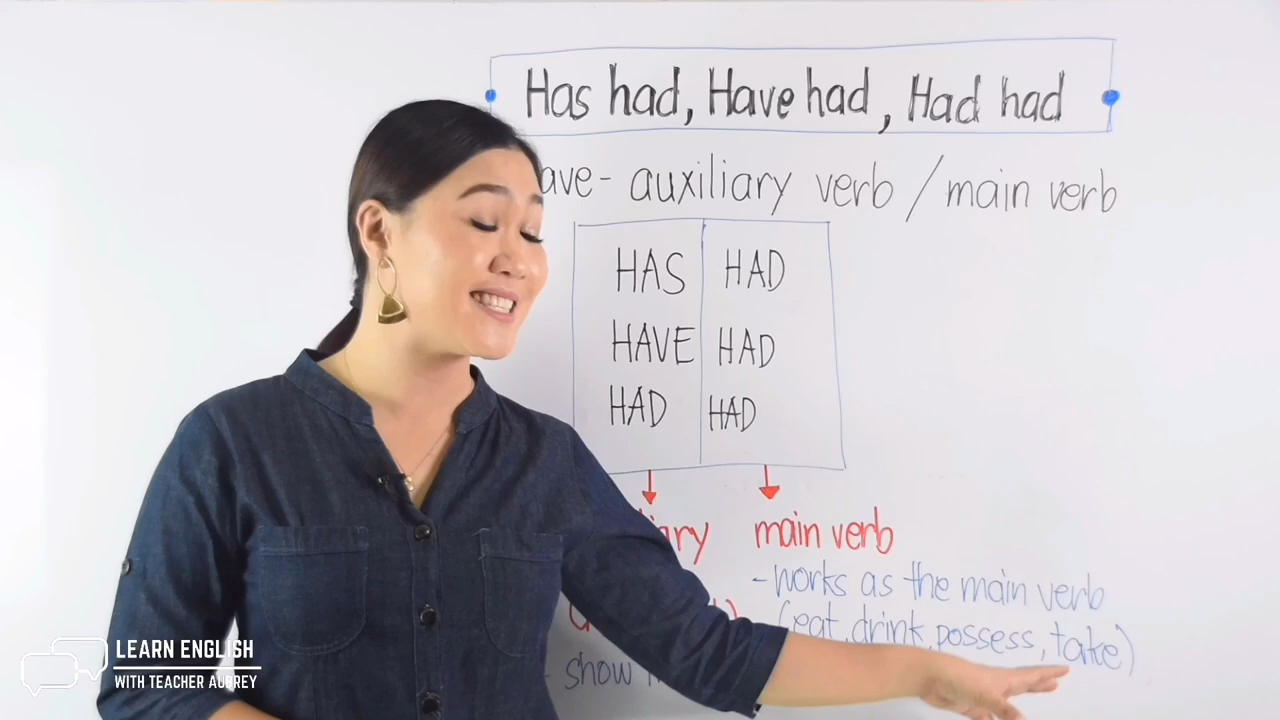 Has had, Have had, Had had
ave- auxiliary verb / main verb
HAS HAD
HAVE HAD
HAD HAD
main verb
- works as the main verb
(eat, drink, possess, take)
- show
LEARN ENGLISH
WITH TEACHER AUBREY